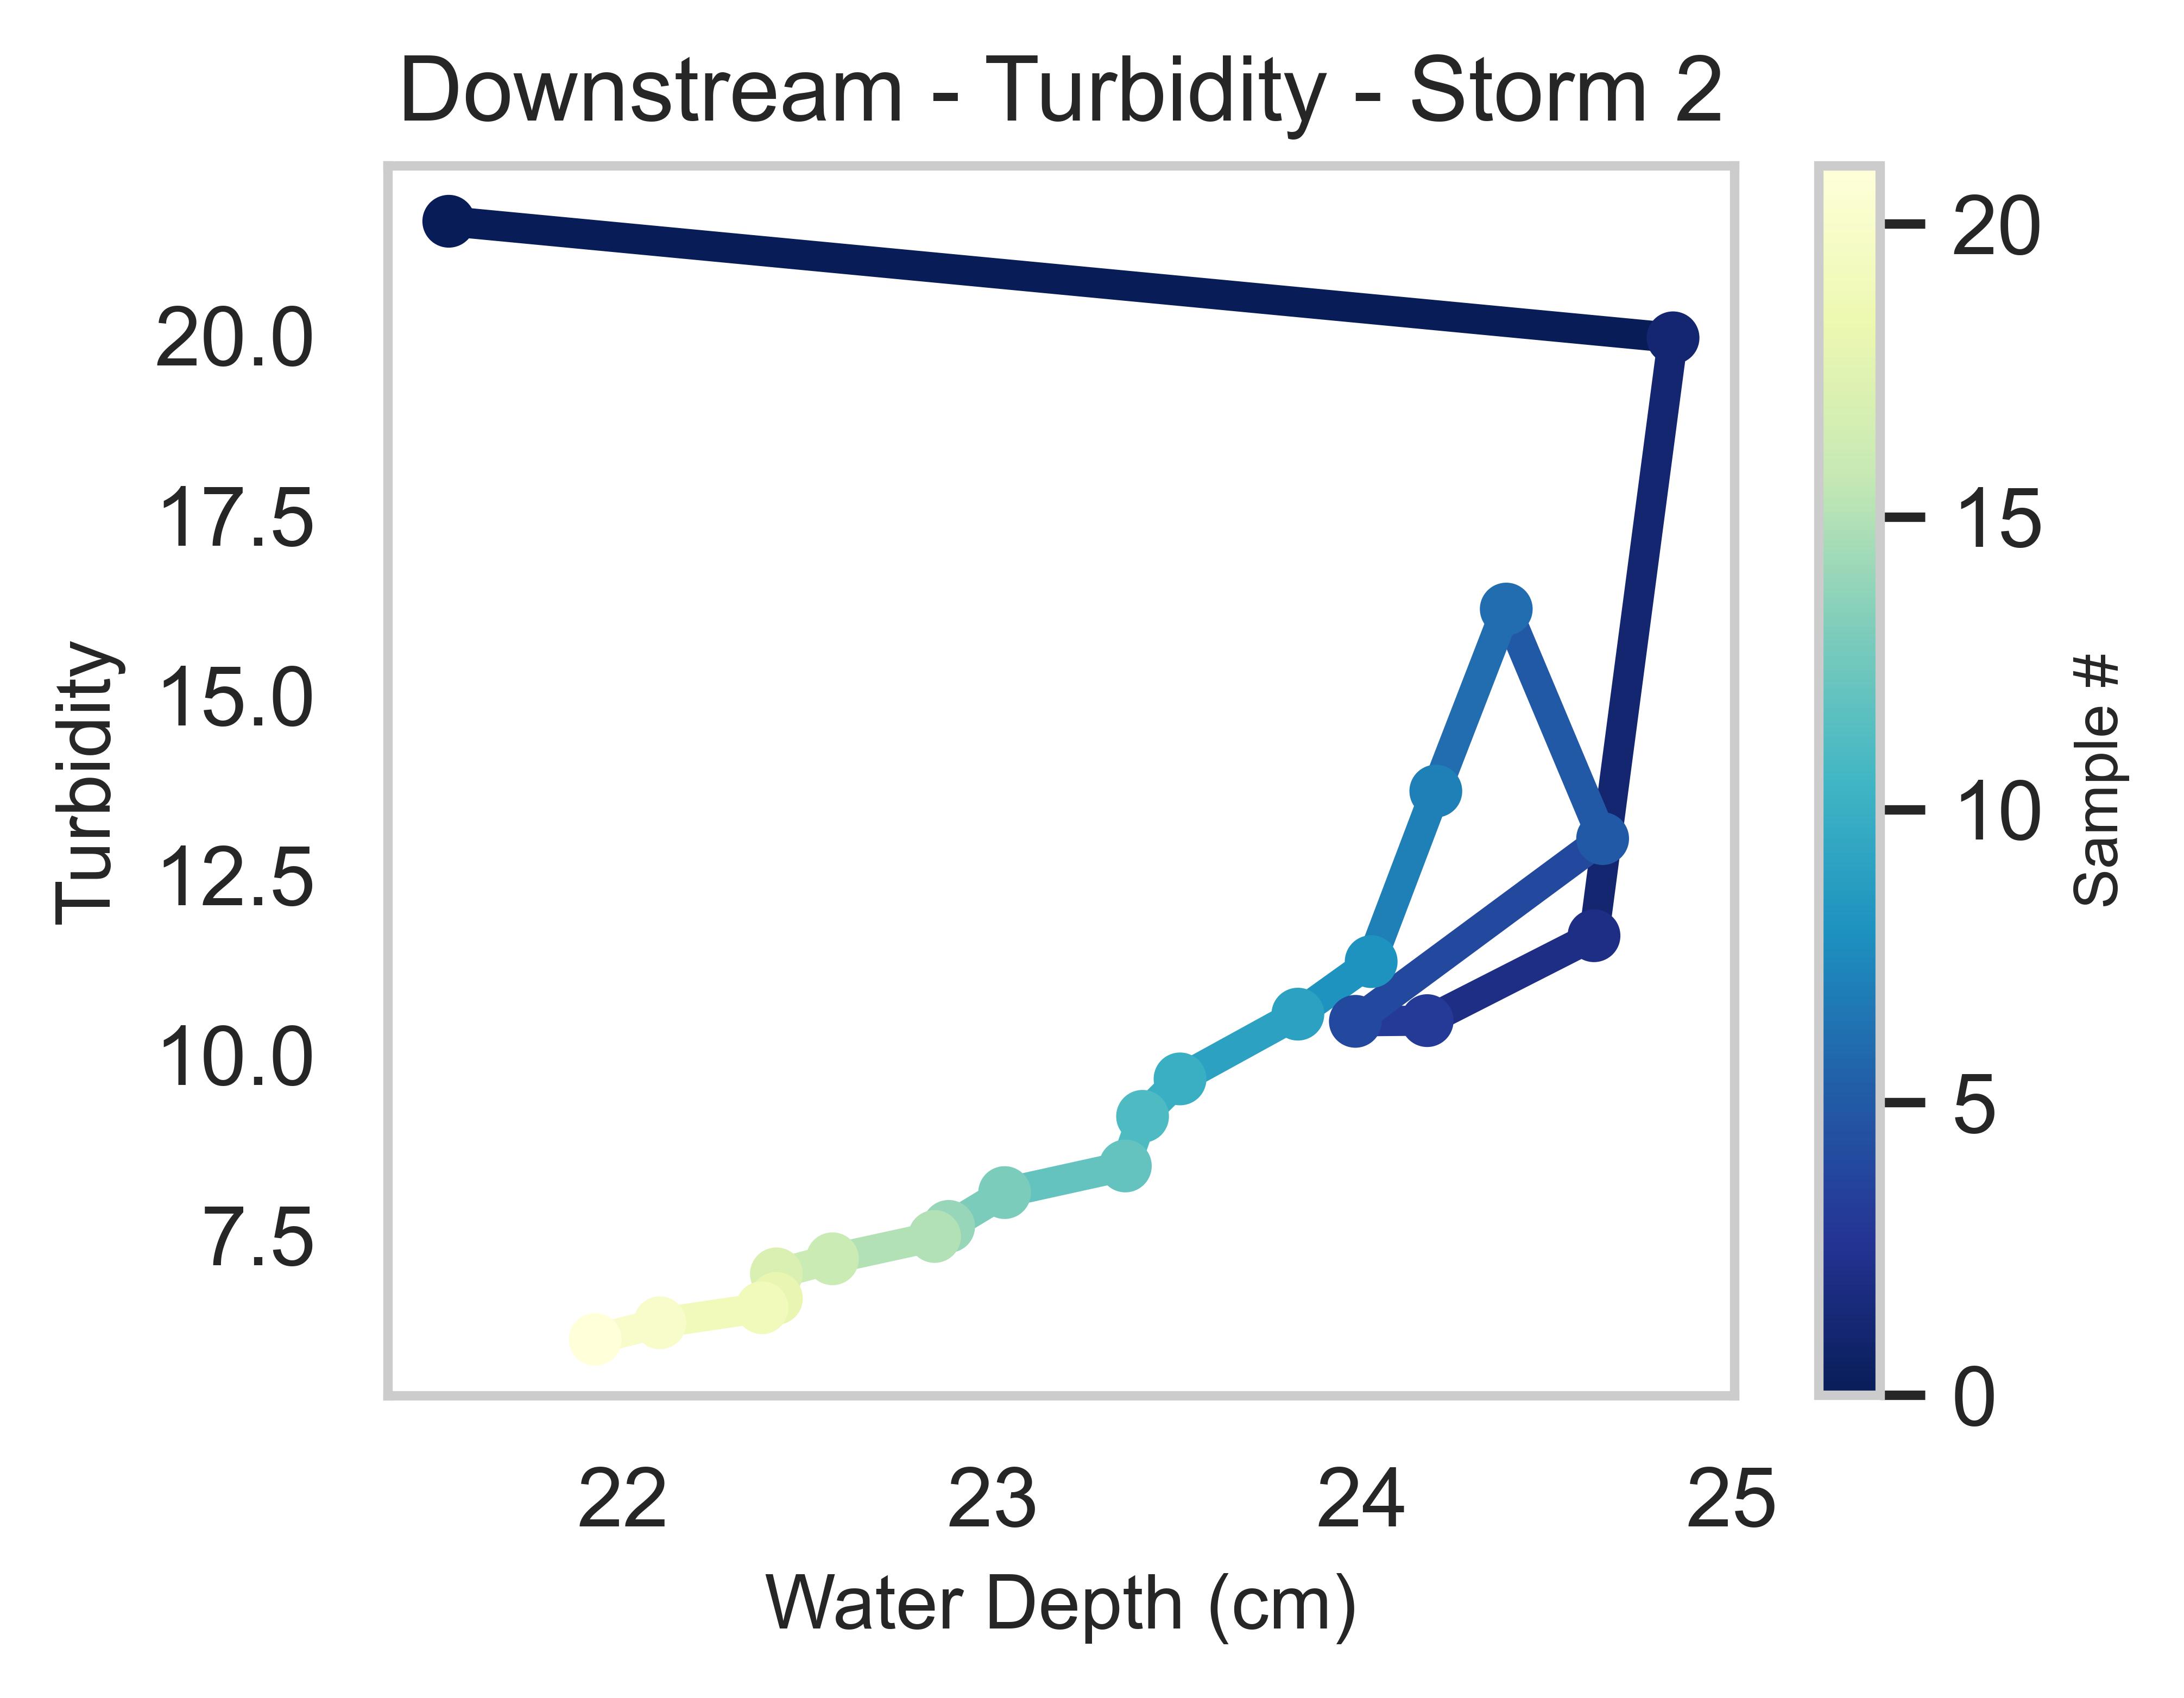 Downstream - Turbidity - Storm 2
Turbidity
20.0
17.5
15.0
12.5
10.0
7.5
22 23 24 25
Water Depth (cm)
20
15
10
5
0
Sample #